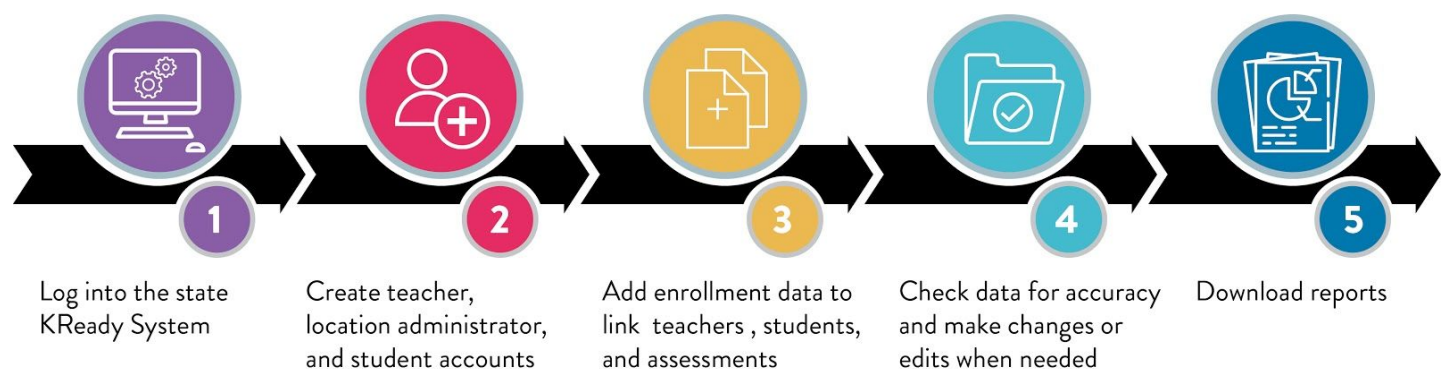 1
2
3
4
5
Log into the state
KReady System
Create teacher,
location administrator,
and student accounts
Add enrollment data to
link  teachers , students,
and assessments
Check data for accuracy
and make changes or
edits when needed
Download reports